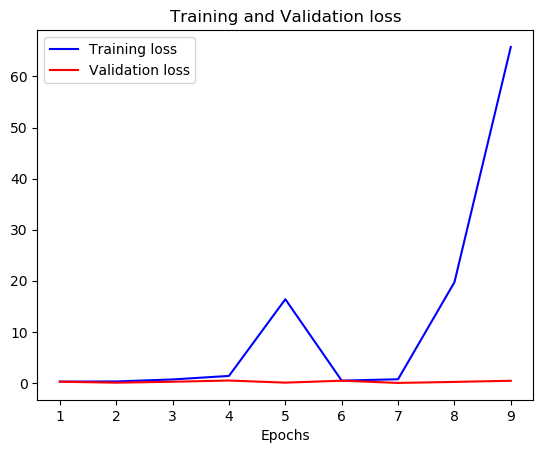 Training and Validation loss
Training loss
Validation loss
60
50
40
30
20
10
0
1 2 3 4 5 6 7 8 9
Epochs